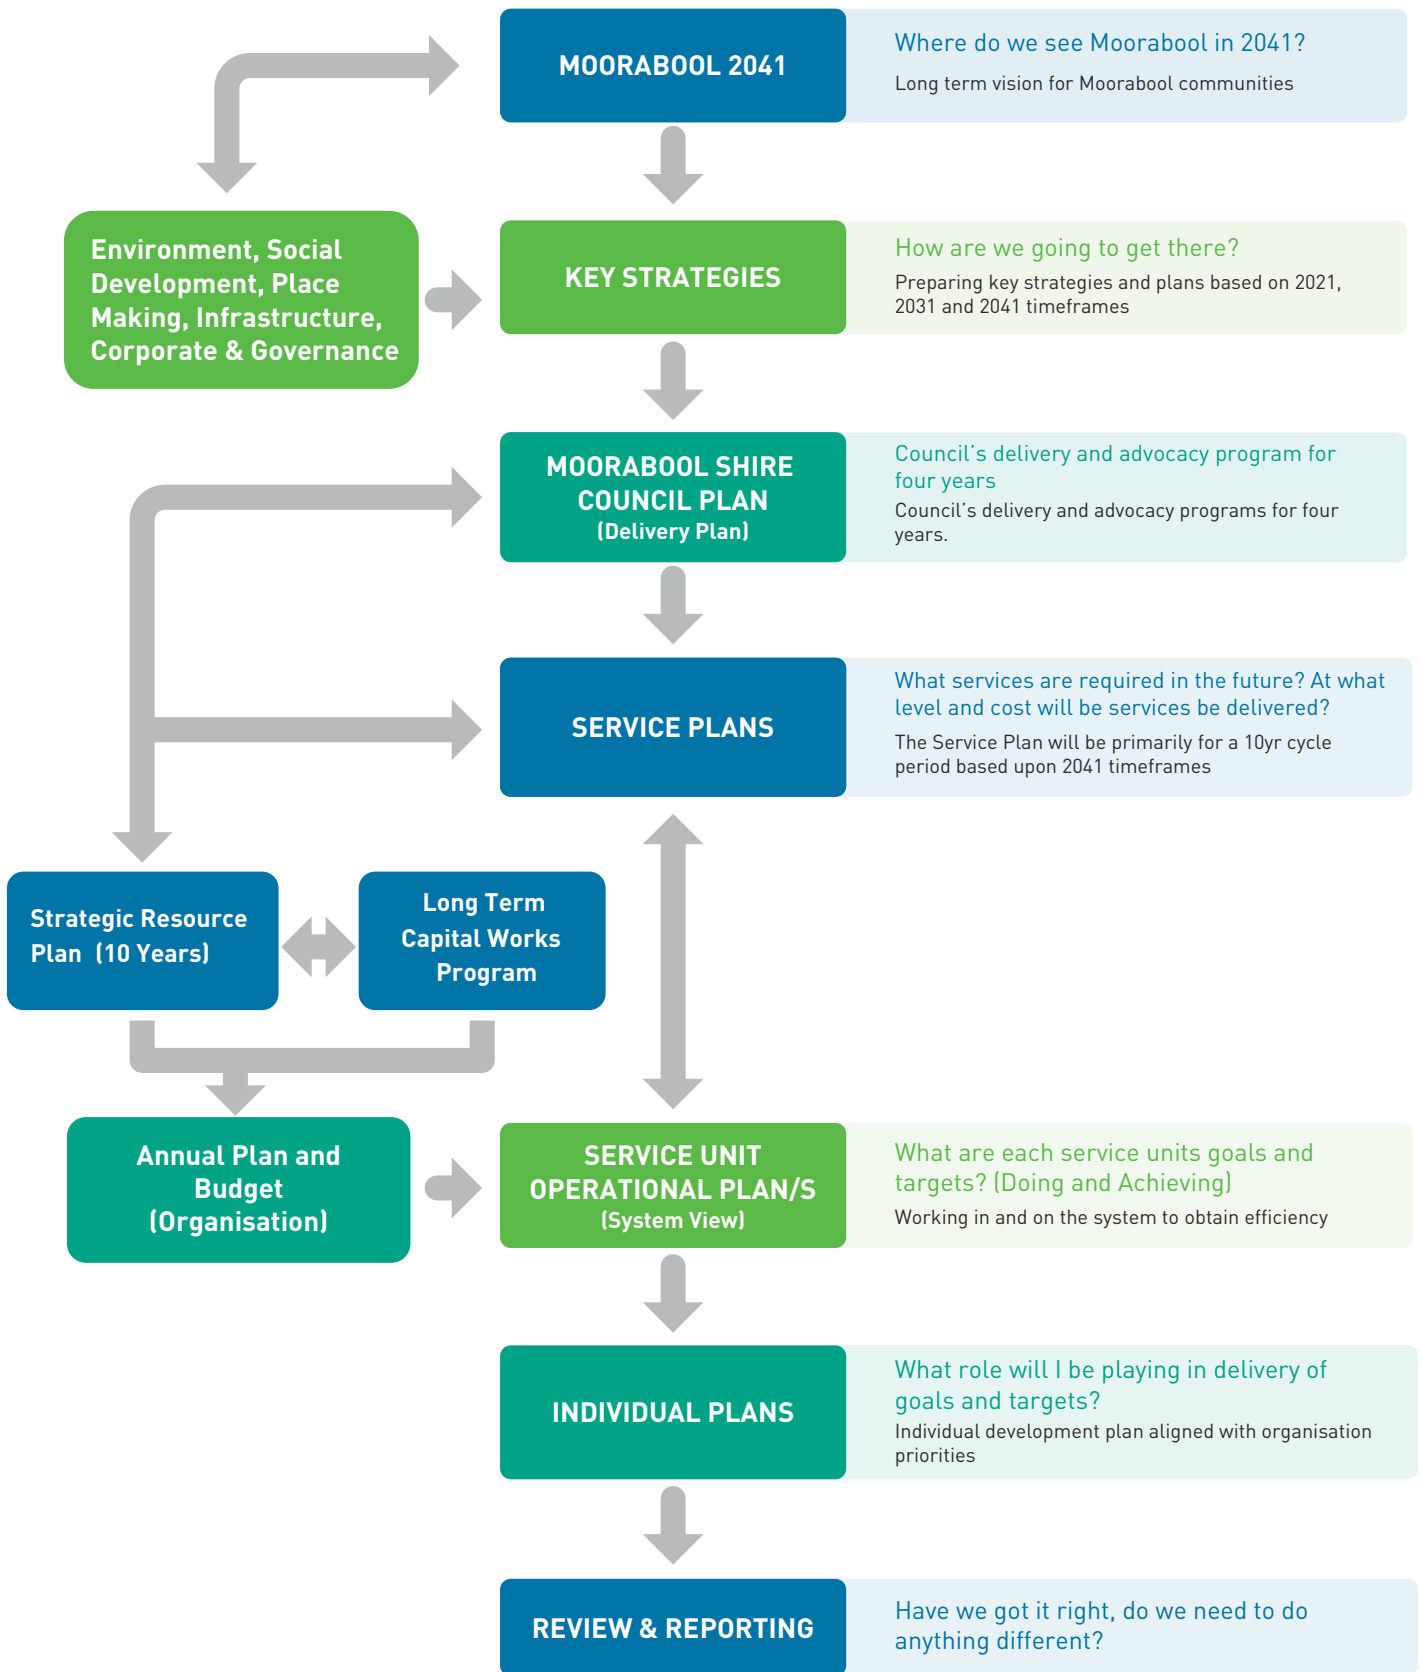 MOORABOOL 2041
Where do we see Moorabool in 2041?
Long term vision for Moorabool communities
Environment, Social
Development, Place
Making, Infrastructure,
Corporate & Governance
KEY STRATEGIES
How are we going to get there?
Preparing key strategies and plans based on 2021,
2031 and 2041 timeframes
MOORABOOL SHIRE
COUNCIL PLAN
(Delivery Plan)
Council's delivery and advocacy program for
four years
Council's delivery and advocacy programs for four
years.
SERVICE PLANS
What services are required in the future? At what
level and cost will be services be delivered?
The Service Plan will be primarily for a 10yr cycle
period based upon 2041 timeframes
Strategic Resource
Plan (10 Years)
Long Term
Capital Works
Program
Annual Plan and
Budget
(Organisation)
SERVICE UNIT
OPERATIONAL PLAN/S
(System View)
What are each service units goals and
targets? (Doing and Achieving)
Working in and on the system to obtain efficiency
INDIVIDUAL PLANS
What role will I be playing in delivery of
goals and targets?
Individual development plan aligned with organisation
priorities
REVIEW & REPORTING
Have we got it right, do we need to do
anything different?